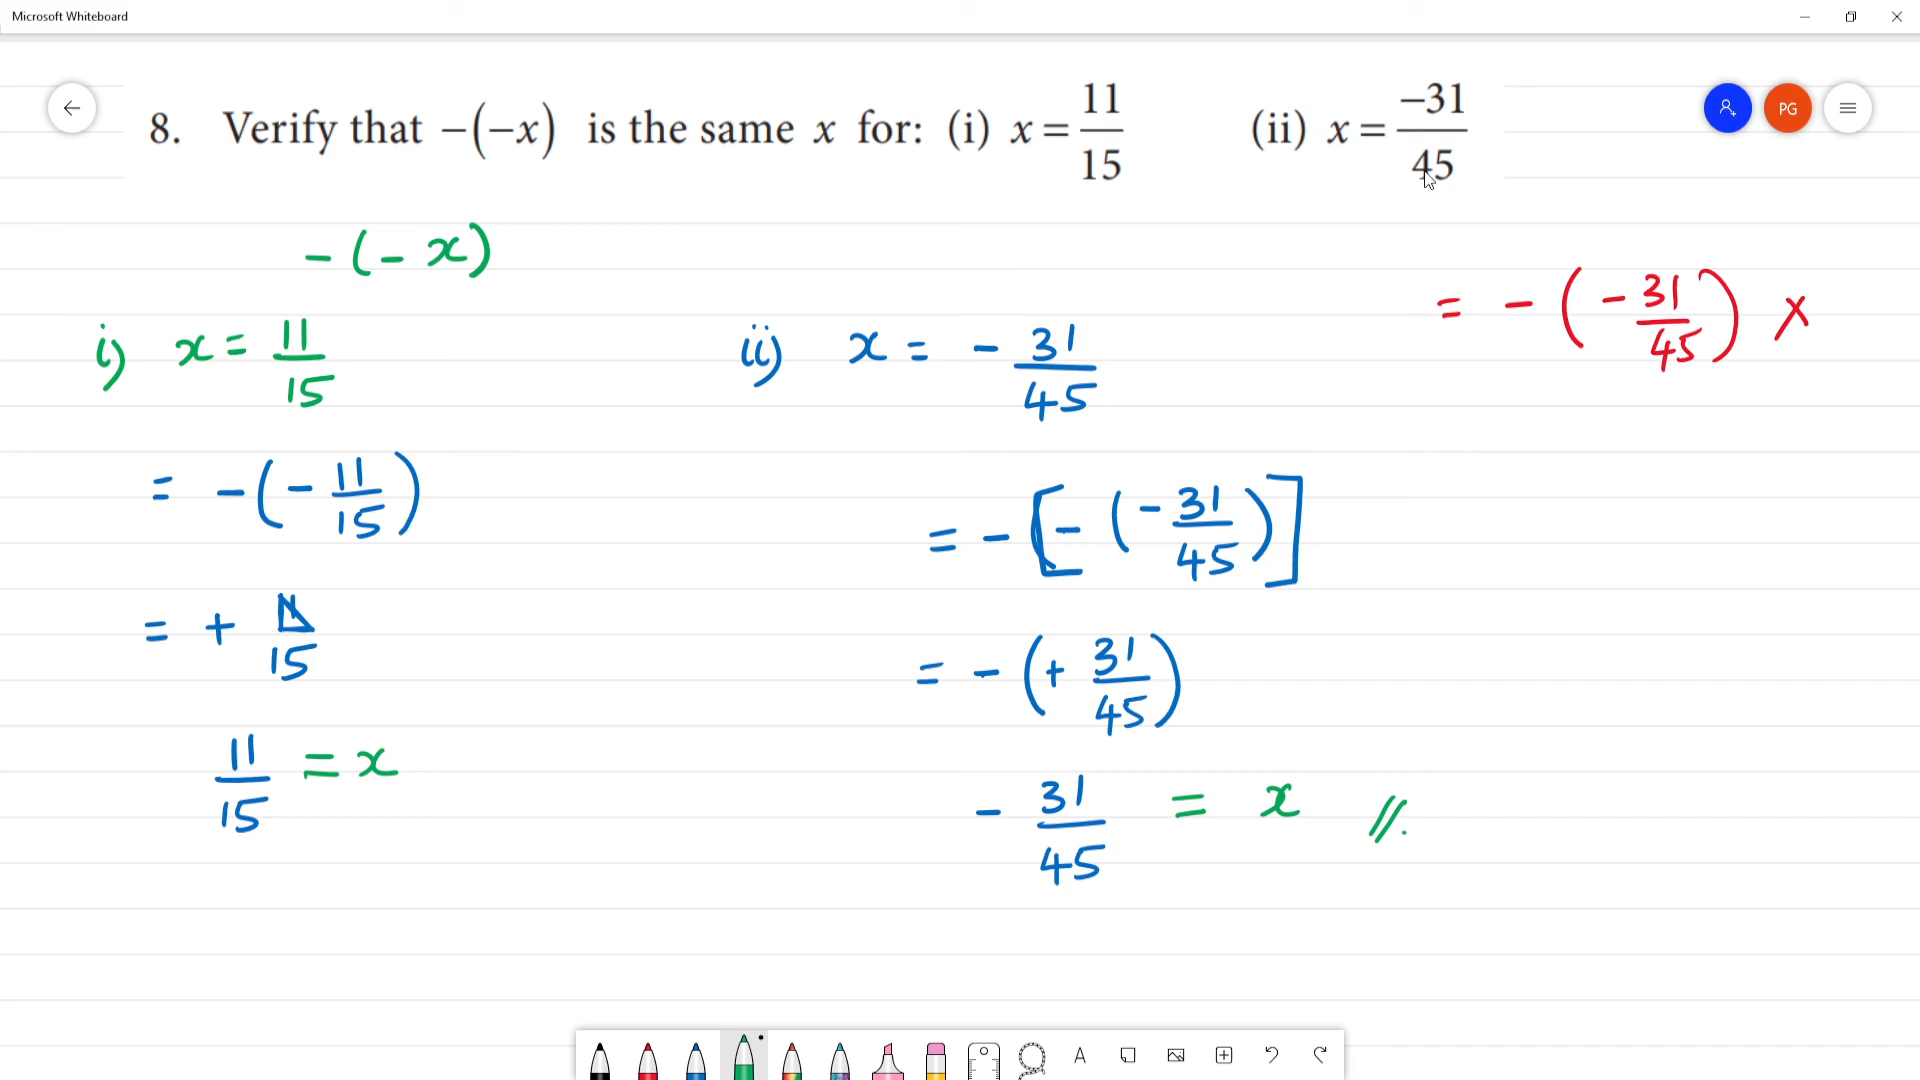 Microsoft Whiteboard
8. Verify that −(−x) is the same x for: (i) x = 11/15 (ii) x = −31/45
PG
- (- x)
i) x = 11/15
= -(- 11/15)
= + 11/15
11/15 = x
ii) x = - 31/45
= - [- (- 31/45)]
= - (+ 31/45)
- 31/45 = x //.
= - (- 31/45) X
A